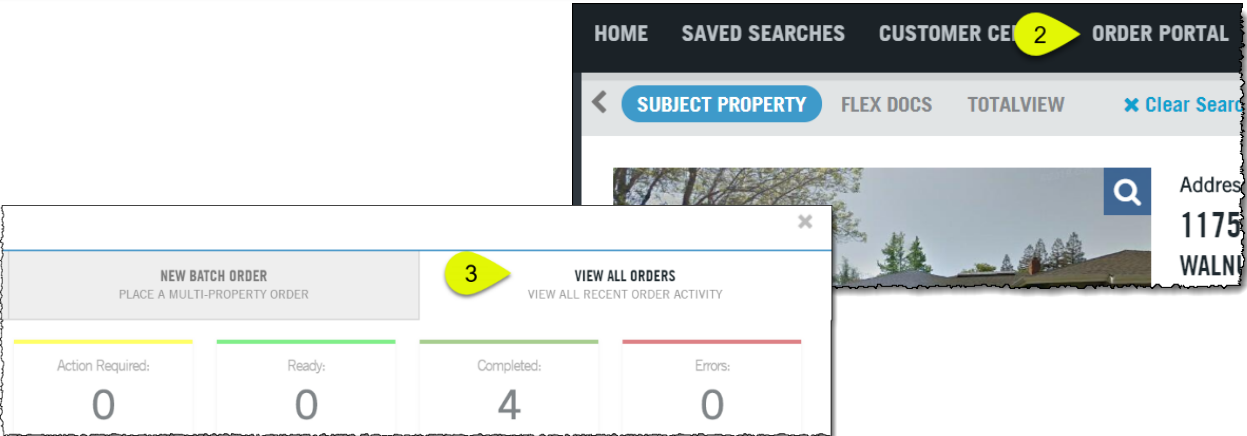 HOME SAVED SEARCHES CUSTOMER CE 2 ORDER PORTAL
SUBJECT PROPERTY FLEX DOCS TOTALVIEW × Clear Searc
Addres
1175
WALNU
×
NEW BATCH ORDER
PLACE A MULTI-PROPERTY ORDER
3
VIEW ALL ORDERS
VIEW ALL RECENT ORDER ACTIVITY
Action Required: Ready: Completed: Errors:
0 0 4 0